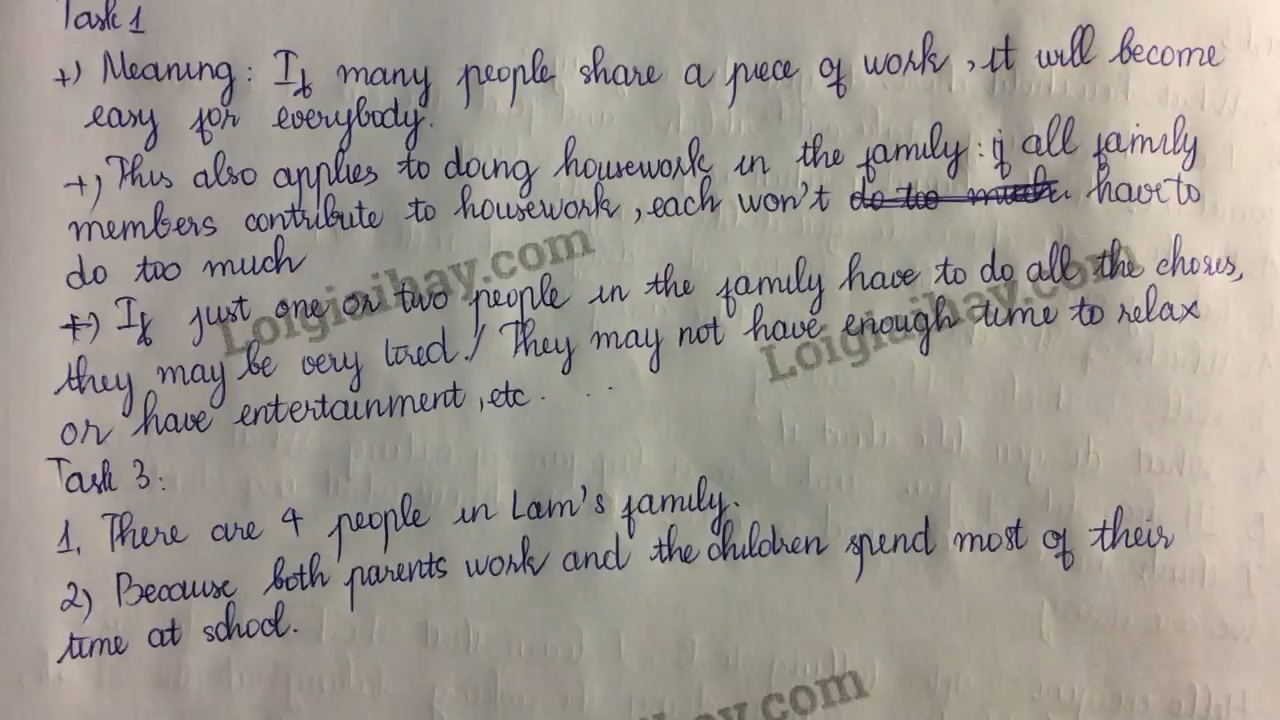 Task 1
+) Meaning: If many people share a piece of work, it will become
easy for everybody.
+) This also applies to doing housework in the family: if all family
members contribute to housework, each won't do too much have to
do too much
+) If just one or two people in the family have to do all the chores,
they may be very tired. / They may not have enough time to relax
or have entertainment, etc...
Task 3:
1. There are 4 people in Lam's family.
2) Because both parents work and the children spend most of their
time at school.
Loigiaihay.com
Loigiaihay.com
hay.com